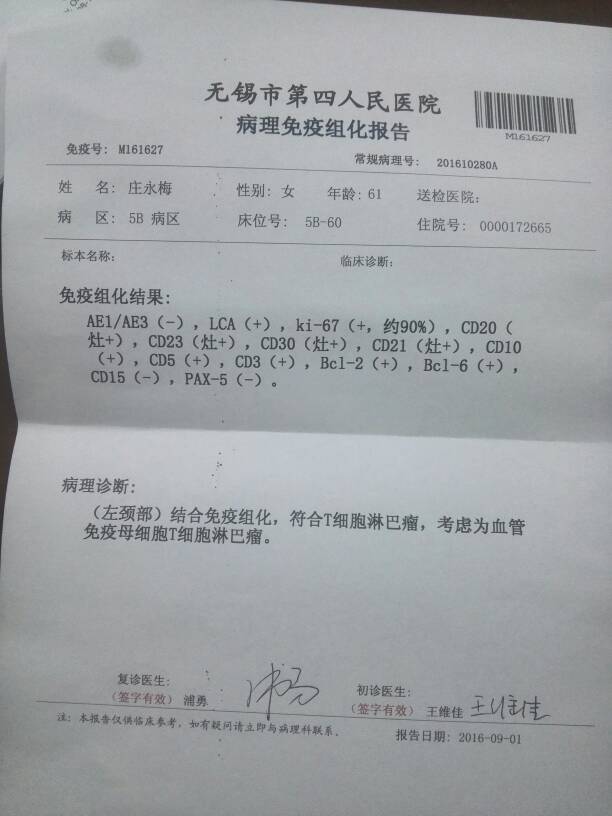 无锡市第四人民医院
病理免疫组化报告
M161627
免疫号: M161627
常规病理号: 201610280A
姓 名: 庄永梅 性别: 女 年龄: 61 送检医院:
病 区: 5B 病区 床位号: 5B-60 住院号: 0000172665
标本名称: 临床诊断:
免疫组化结果:
AE1/AE3（-）, LCA（+）, ki-67（+, 约90%）, CD20（
灶+）, CD23（灶+）, CD30（灶+）, CD21（灶+）, CD10
（+）, CD5（+）, CD3（+）, Bcl-2（+）, Bcl-6（+）,
CD15（-）, PAX-5（-）。
病理诊断:
（左颈部）结合免疫组化, 符合T细胞淋巴瘤, 考虑为血管
免疫母细胞T细胞淋巴瘤。
复诊医生: 初诊医生:
（签字有效） 浦勇 （签字有效） 王维佳 王维佳
注: 本报告仅供临床参考, 如有疑问请立即与病理科联系.
报告日期: 2016-09-01